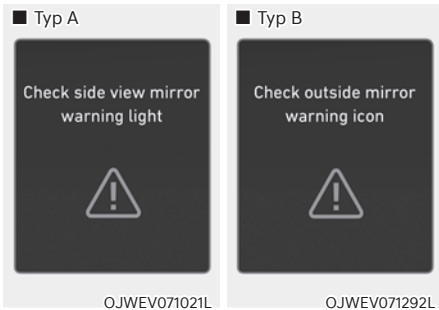 ■ Typ A
Check side view mirror
warning light
OJWEV071021L
■ Typ B
Check outside mirror
warning icon
OJWEV071292L